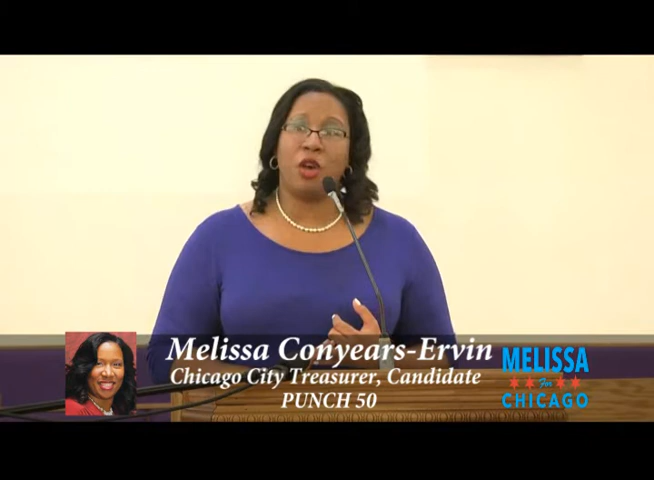 Melissa Conyears-Ervin
Chicago City Treasurer, Candidate
PUNCH 50
MELISSA
For
CHICAGO